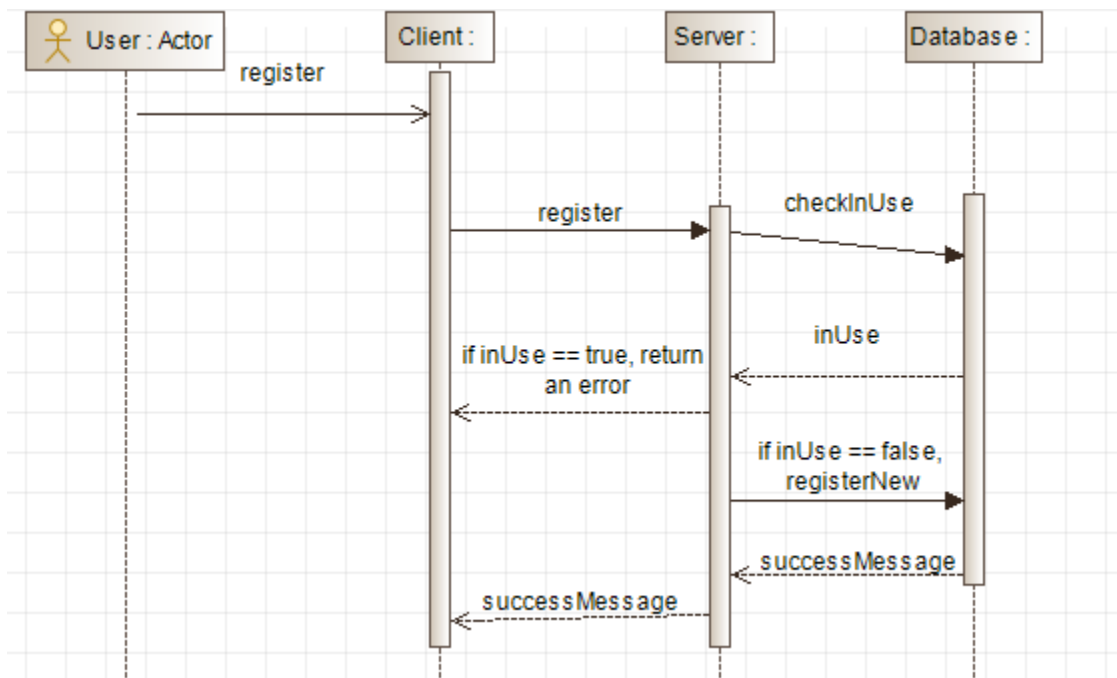 User : Actor
Client :
Server :
Database :
register
register
checkInUse
inUse
if inUse == true, return
an error
if inUse == false,
registerNew
successMessage
successMessage